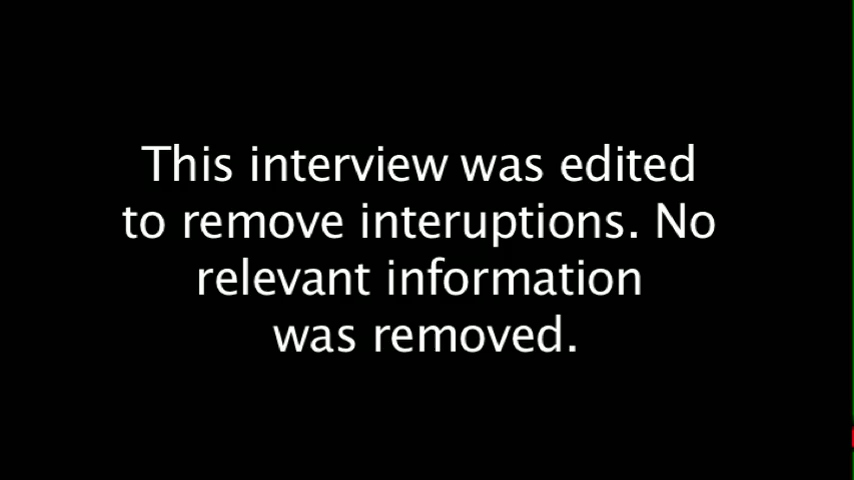 This interview was edited
to remove interuptions. No
relevant information
was removed.